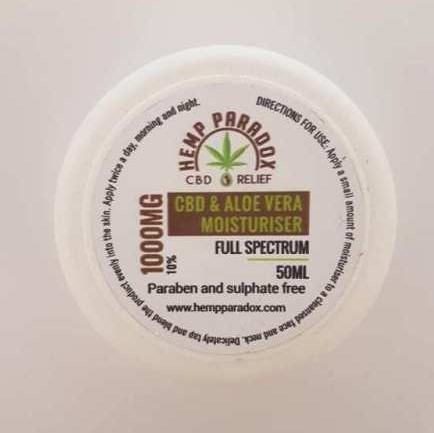 HEMP PARADOX
CBD RELIEF
CBD & ALOE VERA
MOISTURISER
1000MG
10%
FULL SPECTRUM
50ML
Paraben and sulphate free
www.hempparadox.com
DIRECTIONS FOR USE: Apply a small amount of moisturiser to a cleansed face and neck. Delicately tap and blend the product evenly into the skin. Apply twice a day, morning and night.